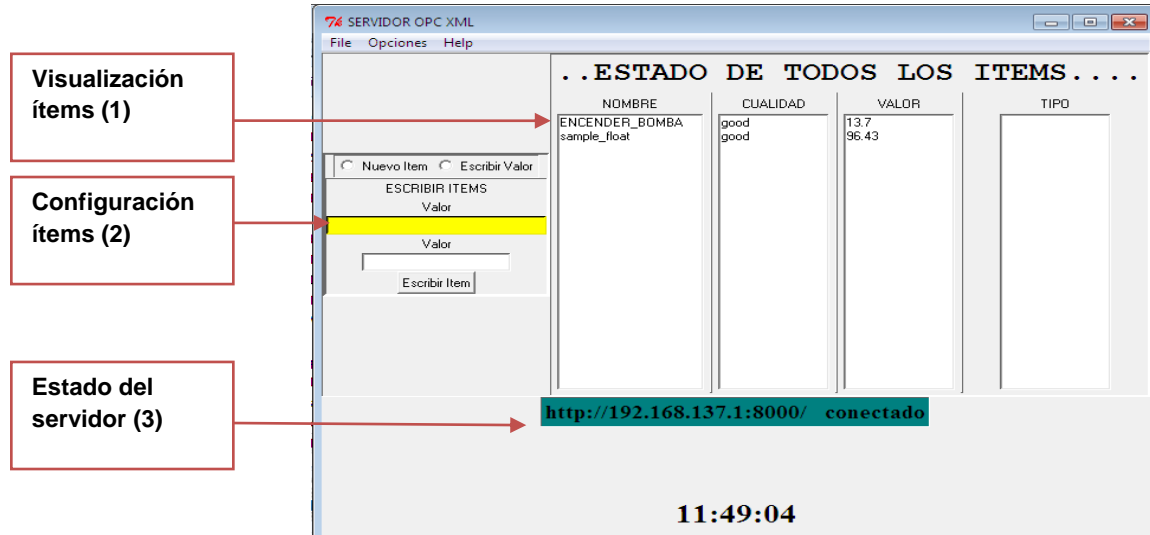 Visualización
ítems (1)
Configuración
ítems (2)
Estado del
servidor (3)
SERVIDOR OPC XML
File Opciones Help
..ESTADO DE TODOS LOS ITEMS....
NOMBRE CUALIDAD VALOR TIPO
ENCENDER_BOMBA good 13.7
sample_float good 96.43
Nuevo Item Escribir Valor
ESCRIBIR ITEMS
Valor
Valor
Escribir Item
http://192.168.137.1:8000/ conectado
11:49:04